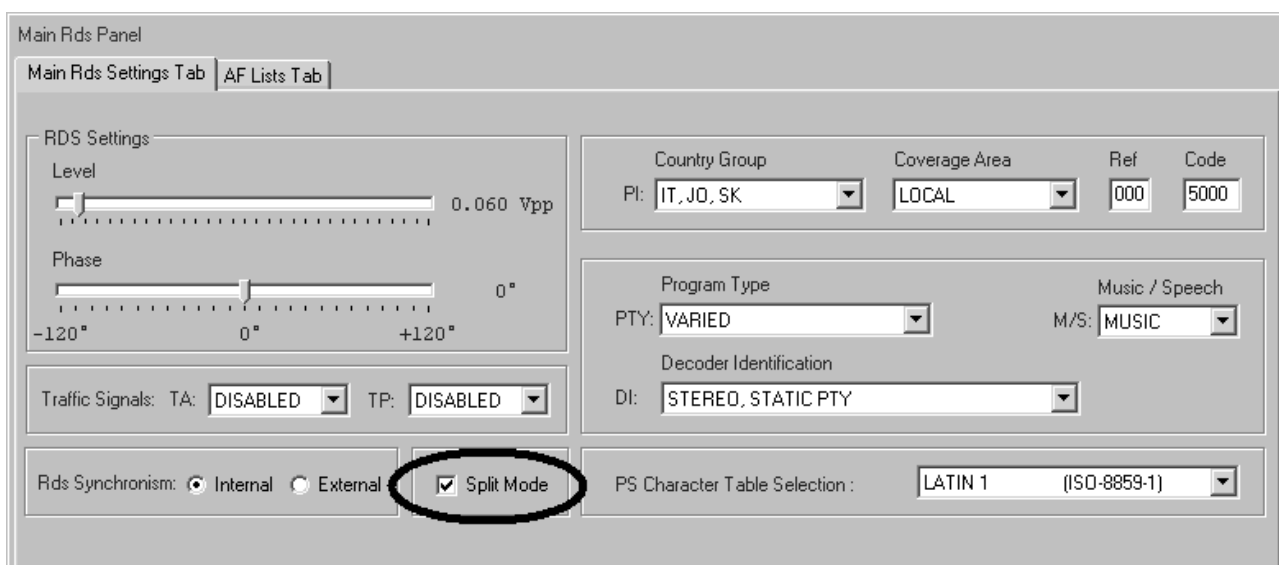 Main Rds Panel
Main Rds Settings Tab AF Lists Tab
RDS Settings
Level
0.060 Vpp
Phase
0°
-120° 0° +120°
Traffic Signals: TA: DISABLED TP: DISABLED
Rds Synchronism: Internal External
Split Mode
Country Group Coverage Area Ref Code
PI: IT, JO, SK LOCAL 000 5000
Program Type Music / Speech
PTY: VARIED M/S: MUSIC
Decoder Identification
DI: STEREO, STATIC PTY
PS Character Table Selection : LATIN 1 (ISO-8859-1)